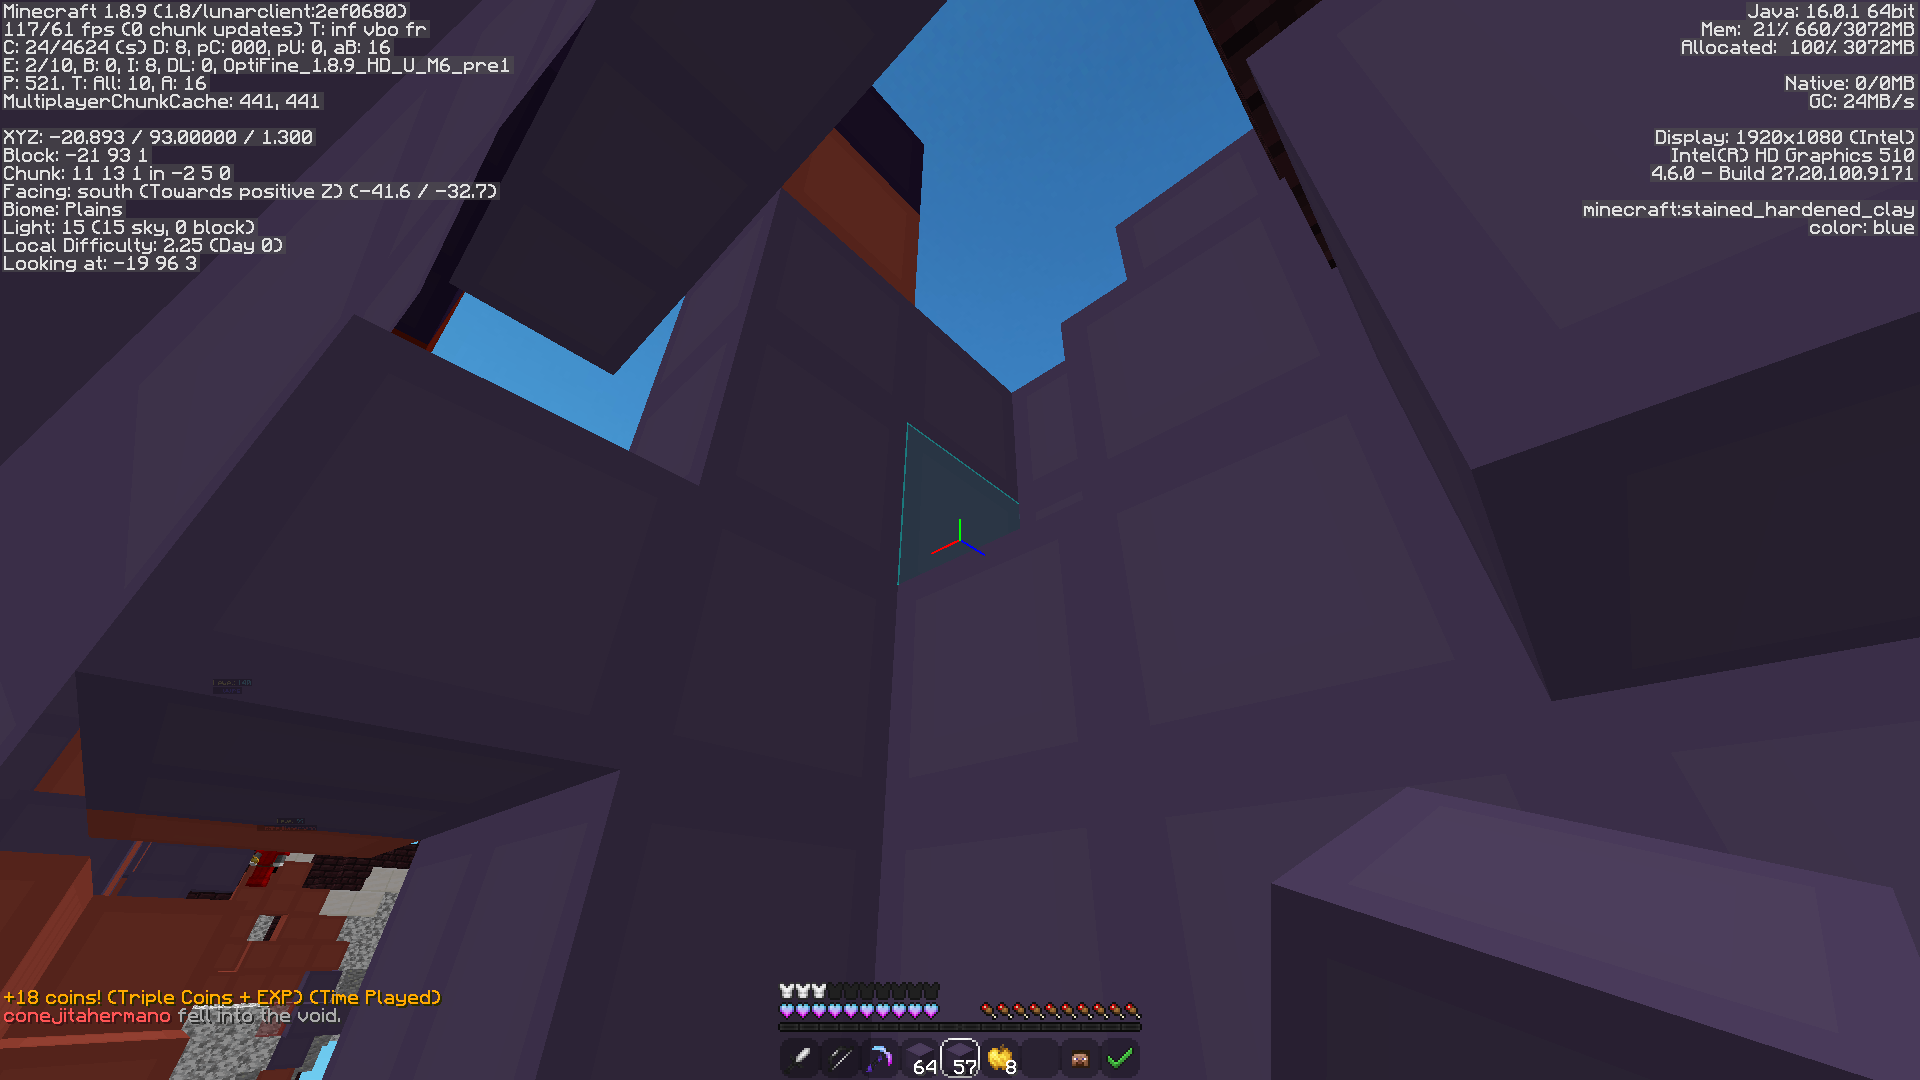 Minecraft 1.8.9 (1.8/lunarclient:2ef0680)
117/61 fps (0 chunk updates) T: inf vbo fr
C: 24/4624 (s) D: 8, pC: 000, pU: 0, aB: 16
E: 2/10, B: 0, I: 8, DL: 0, OptiFine_1.8.9_HD_U_M6_pre1
P: 521. T: All: 10, A: 16
MultiplayerChunkCache: 441, 441
XYZ: -20.893 / 93.00000 / 1.300
Block: -21 93 1
Chunk: 11 13 1 in -2 5 0
Facing: south (Towards positive Z) (-41.6 / -32.7)
Biome: Plains
Light: 15 (15 sky, 0 block)
Local Difficulty: 2.25 (Day 0)
Looking at: -19 96 3
Java: 16.0.1 64bit
Mem: 21% 660/3072MB
Allocated: 100% 3072MB
Native: 0/0MB
GC: 24MB/s
Display: 1920x1080 (Intel)
Intel(R) HD Graphics 510
4.6.0 - Build 27.20.100.9171
minecraft:stained_hardened_clay
color: blue
+18 coins! (Triple Coins + EXP) (Time Played)
conejitahermano fell into the void.
64
57
8